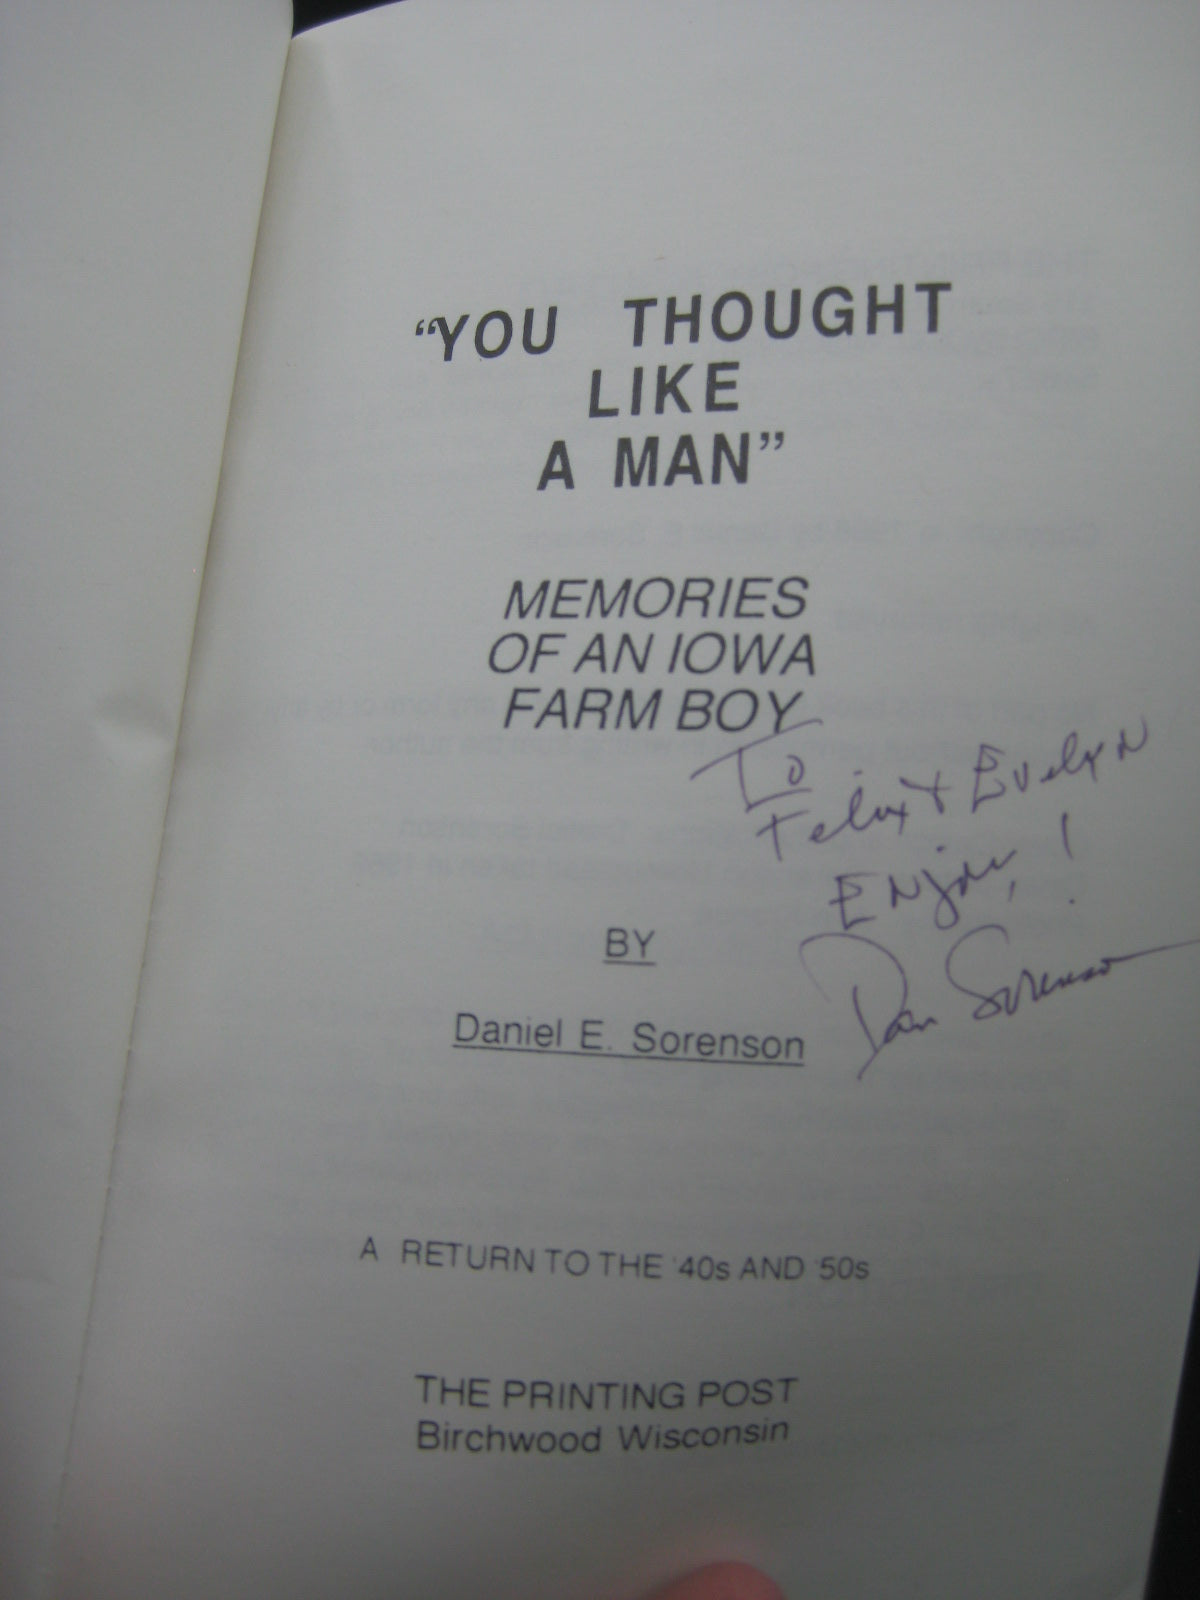 “YOU THOUGHT
LIKE
A MAN”
MEMORIES
OF AN IOWA
FARM BOY
To
Felix + Evelyn
Enjoy!
Dan Sorenson
BY
Daniel E. Sorenson
A RETURN TO THE '40s AND '50s
THE PRINTING POST
Birchwood Wisconsin